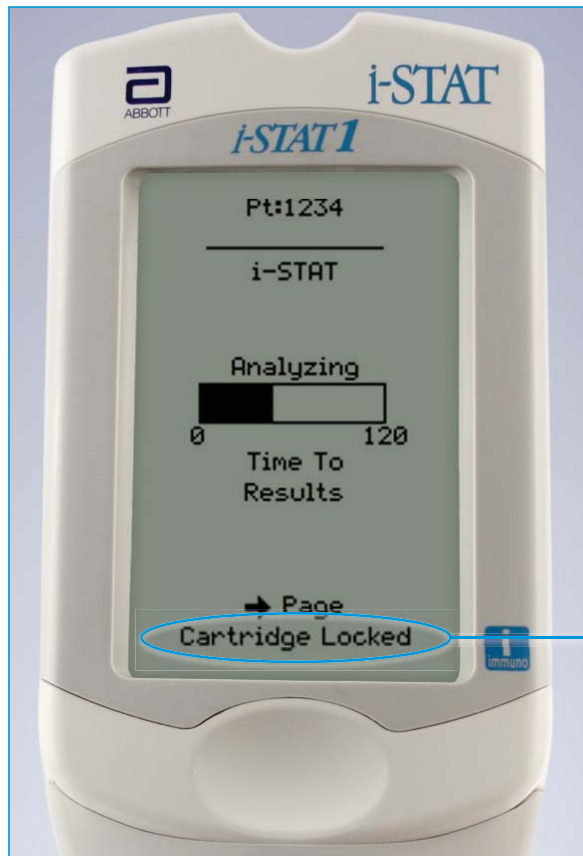 ABBOTT
i-STAT
i-STAT1
Pt:1234
i-STAT
Analyzing
0 120
Time To
Results
→ Page
Cartridge Locked
i
immuno